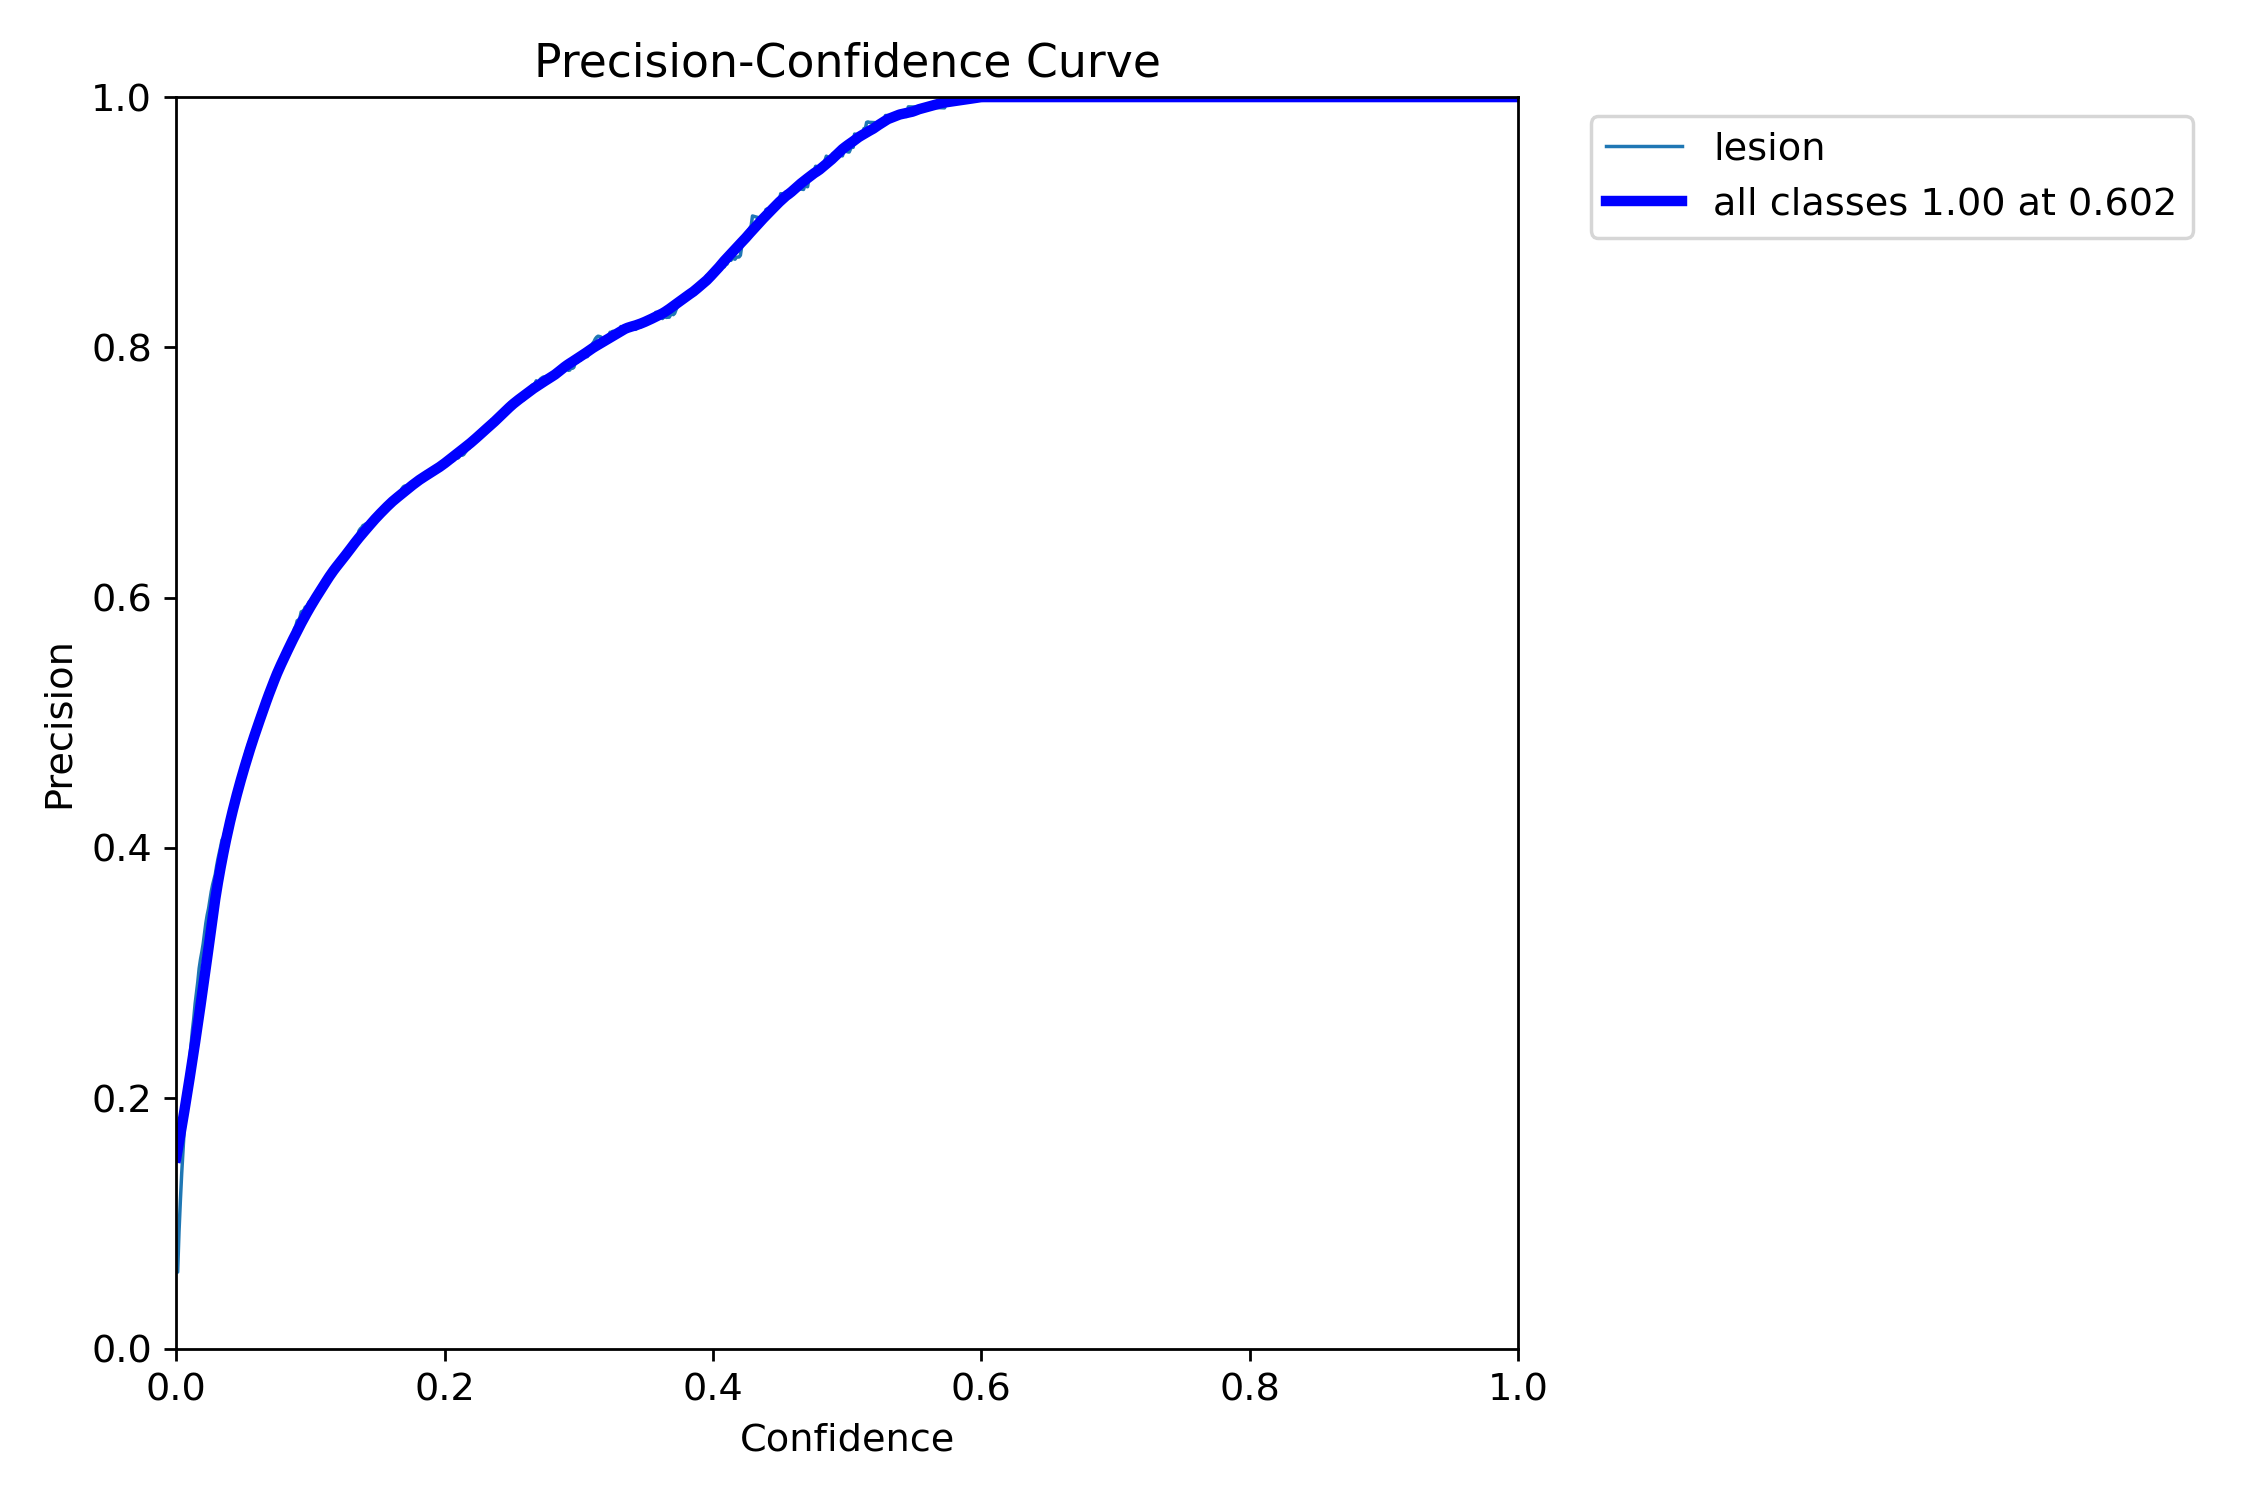 Precision-Confidence Curve
1.0
0.8
0.6
0.4
0.2
0.0
Precision
0.0 0.2 0.4 0.6 0.8 1.0
Confidence
lesion
all classes 1.00 at 0.602